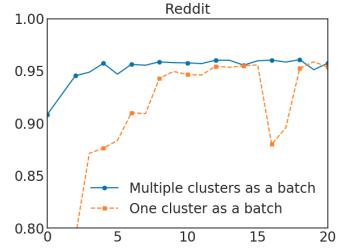 Reddit
1.00
0.95
0.90
0.85
0.80
Multiple clusters as a batch
One cluster as a batch
0 5 10 15 20